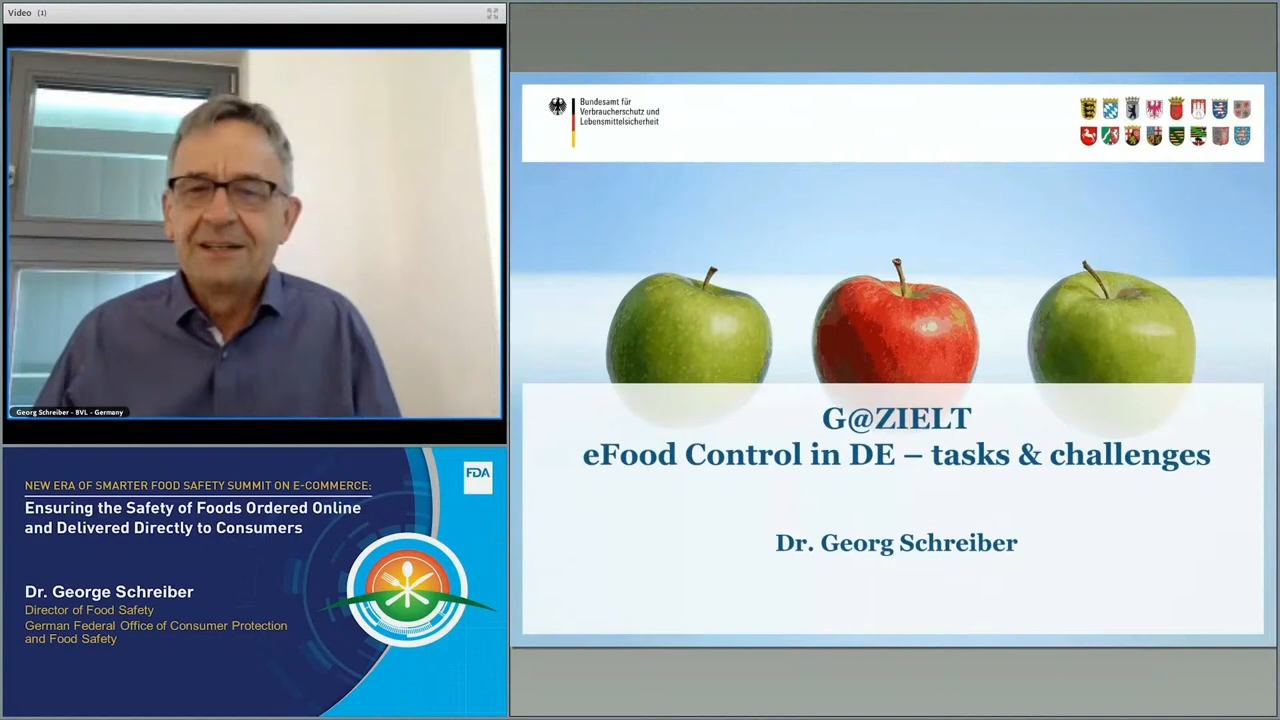 Video (1)
Georg Schreiber - BVL - Germany
NEW ERA OF SMARTER FOOD SAFETY SUMMIT ON E-COMMERCE:
Ensuring the Safety of Foods Ordered Online
and Delivered Directly to Consumers
FDA
Dr. George Schreiber
Director of Food Safety
German Federal Office of Consumer Protection
and Food Safety
Bundesamt für
Verbraucherschutz und
Lebensmittelsicherheit
G@ZIELT
eFood Control in DE – tasks & challenges
Dr. Georg Schreiber